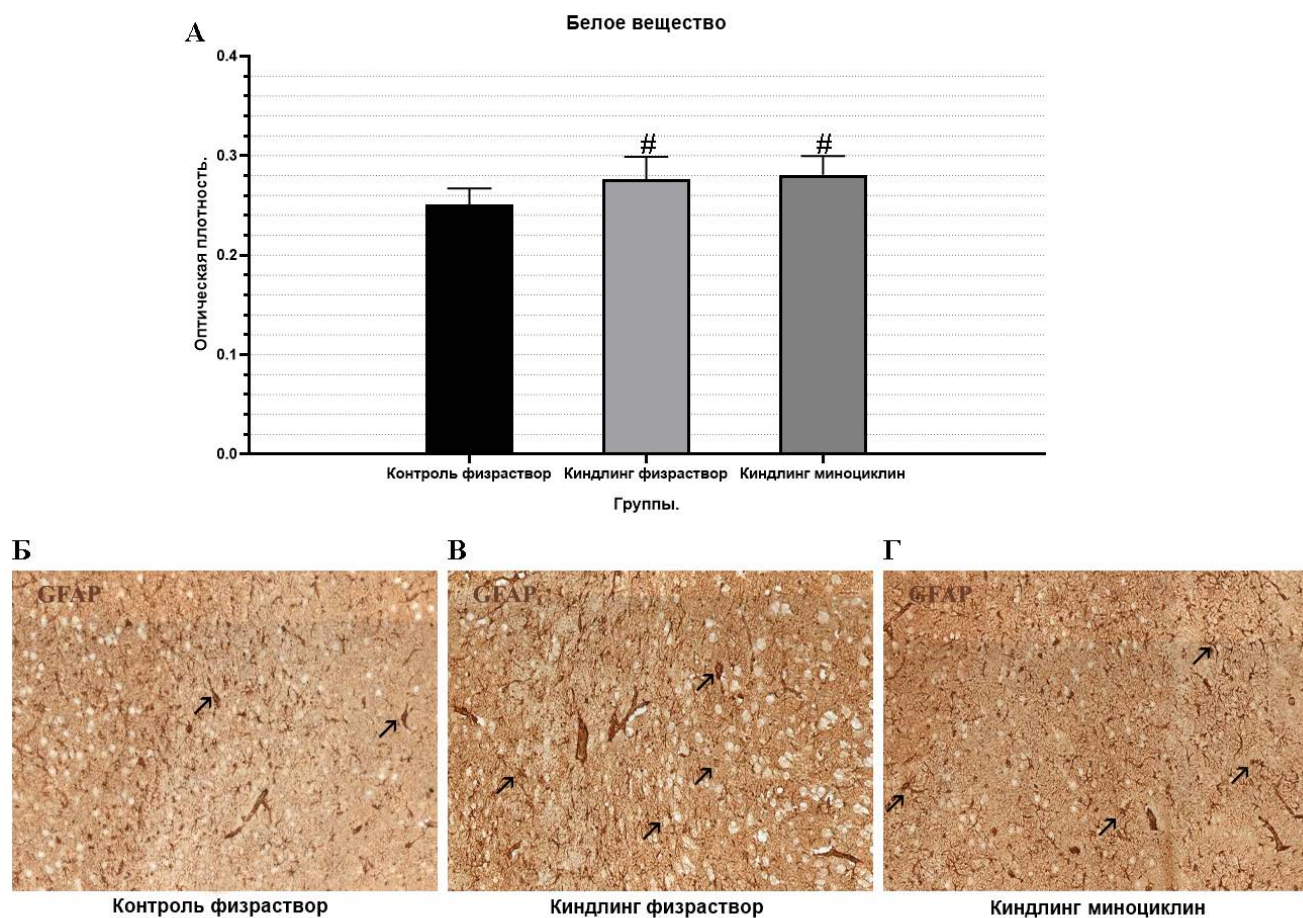 Белое вещество
А
0.4
0.3
0.2
0.1
0.0
Оптическая плотность.
# #
Контроль физраствор Киндлинг физраствор Киндлинг миноциклин
Группы.
Б В Г
GFAP GFAP GFAP
Контроль физраствор Киндлинг физраствор Киндлинг миноциклин